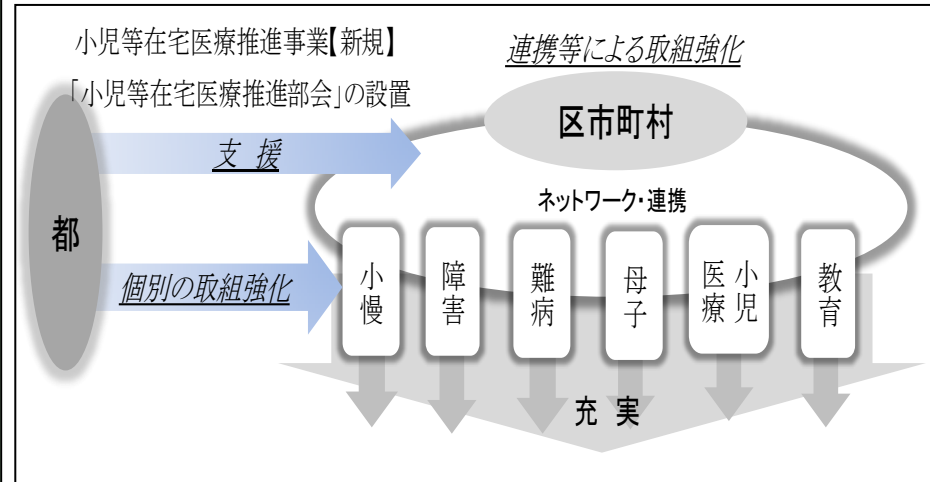 小児等在宅医療推進事業【新規】
「小児等在宅医療推進部会」の設置
連携等による取組強化
区市町村
支 援
ネットワーク・連携
都
個別の取組強化
小慢
障害
難病
母子
小児医療
教育
充 実